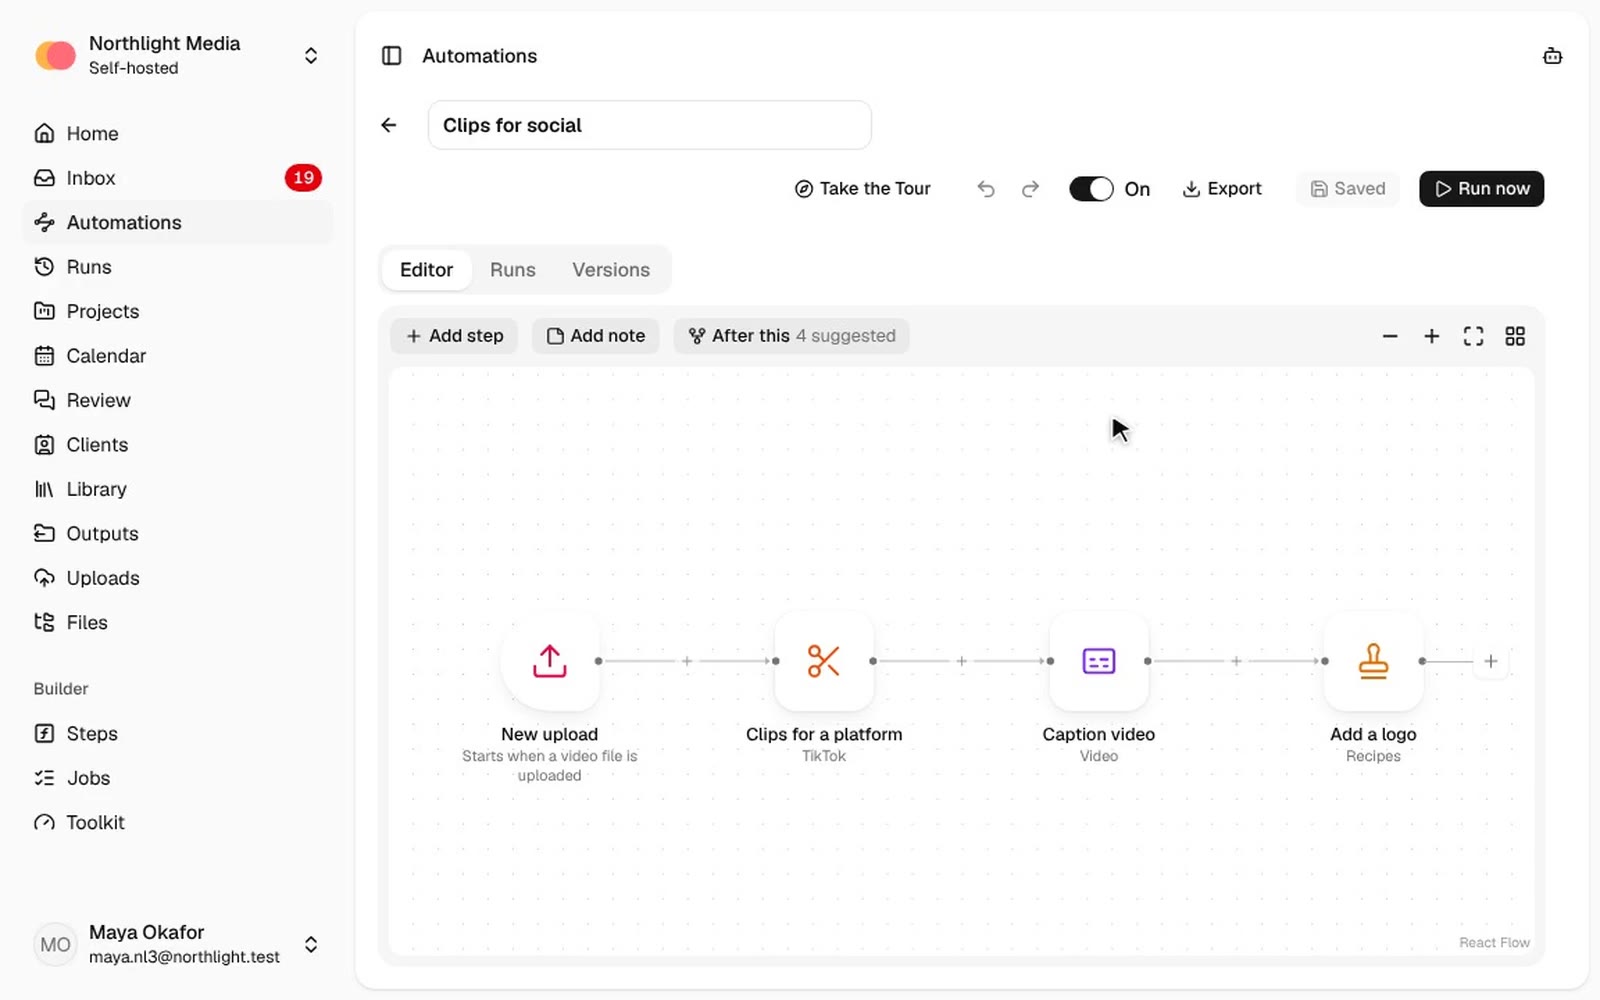 Northlight Media
Self-hosted
Home
Inbox
19
Automations
Runs
Projects
Calendar
Review
Clients
Library
Outputs
Uploads
Files
Builder
Steps
Jobs
Toolkit
MO
Maya Okafor
maya.nl3@northlight.test
Automations
Clips for social
Take the Tour
On
Export
Saved
Run now
Editor
Runs
Versions
Add step
Add note
After this 4 suggested
New upload
Starts when a video file is
uploaded
Clips for a platform
TikTok
Caption video
Video
Add a logo
Recipes
React Flow